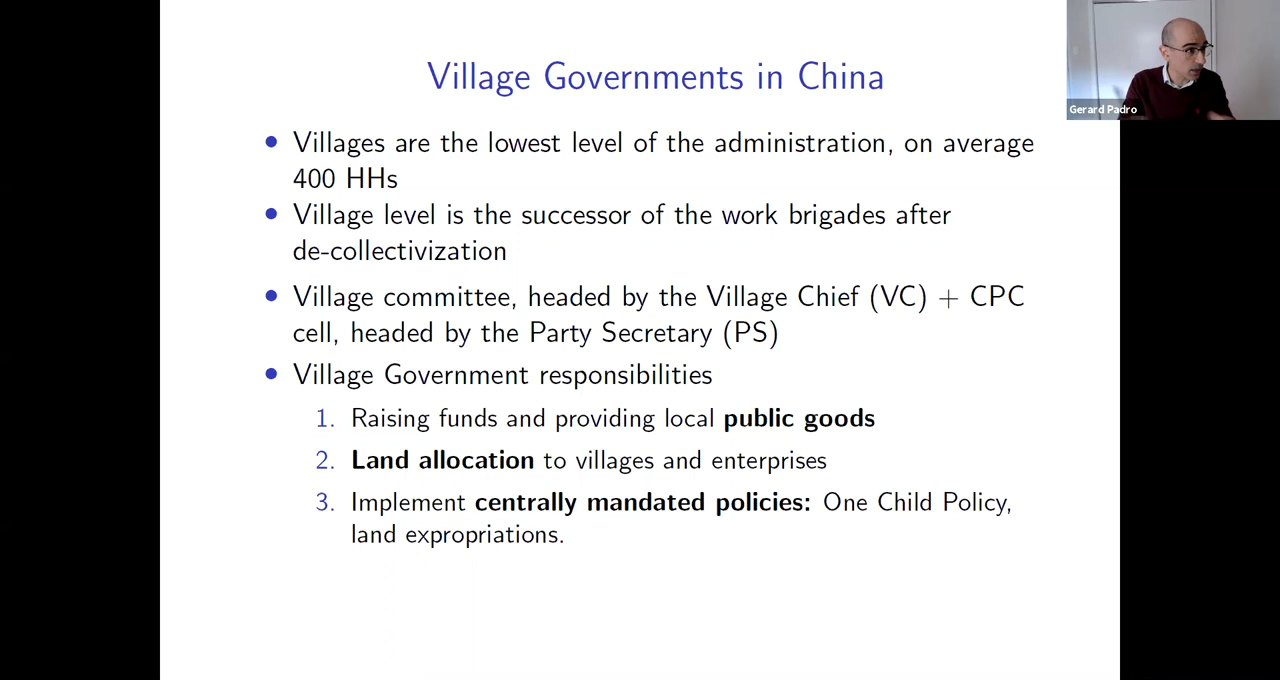 Village Governments in China
Gerard Padro
• Villages are the lowest level of the administration, on average
400 HHs
• Village level is the successor of the work brigades after
de-collectivization
• Village committee, headed by the Village Chief (VC) + CPC
cell, headed by the Party Secretary (PS)
• Village Government responsibilities
1. Raising funds and providing local public goods
2. Land allocation to villages and enterprises
3. Implement centrally mandated policies: One Child Policy,
land expropriations.